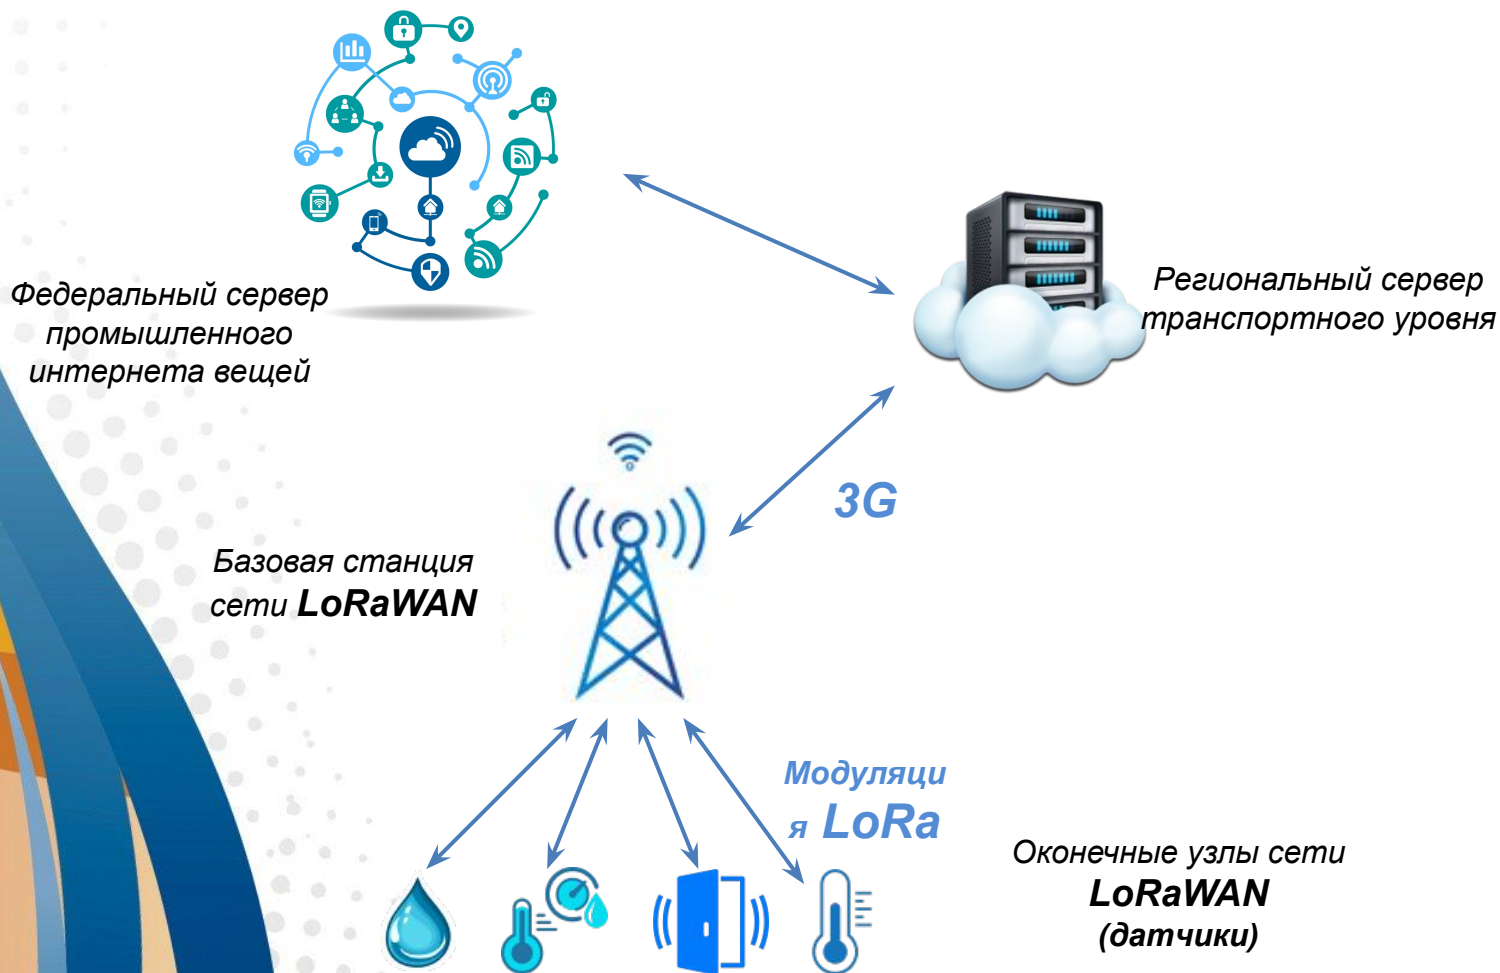 Федеральный сервер
промышленного
интернета вещей
Региональный сервер
транспортного уровня
3G
Базовая станция
сети LoRaWAN
Модуляци
я LoRa
Оконечные узлы сети
LoRaWAN
(датчики)